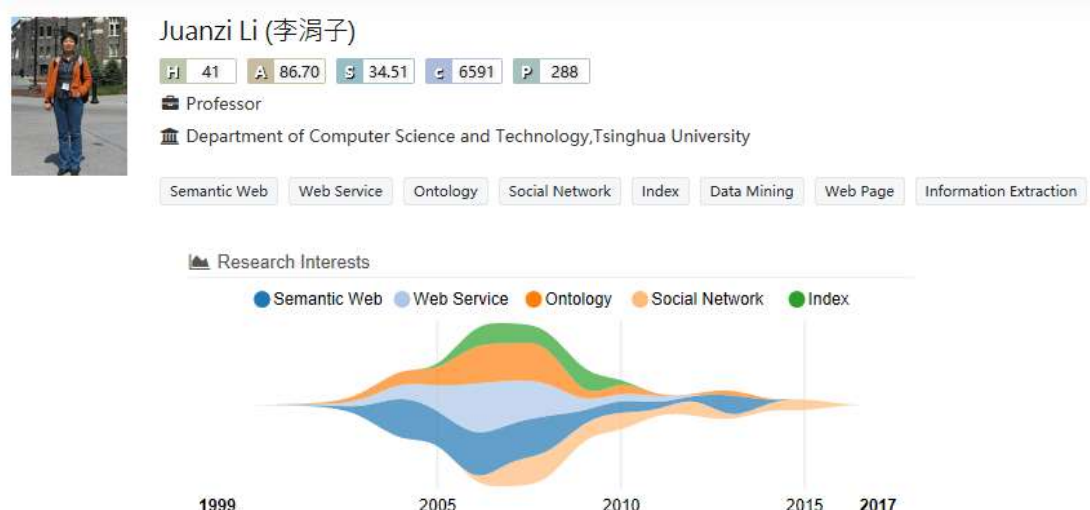 Juanzi Li (李涓子)
H 41 A 86.70 S 34.51 C 6591 P 288
Professor
Department of Computer Science and Technology,Tsinghua University
Semantic Web Web Service Ontology Social Network Index Data Mining Web Page Information Extraction
Research Interests
Semantic Web Web Service Ontology Social Network Index
1999 2005 2010 2015 2017